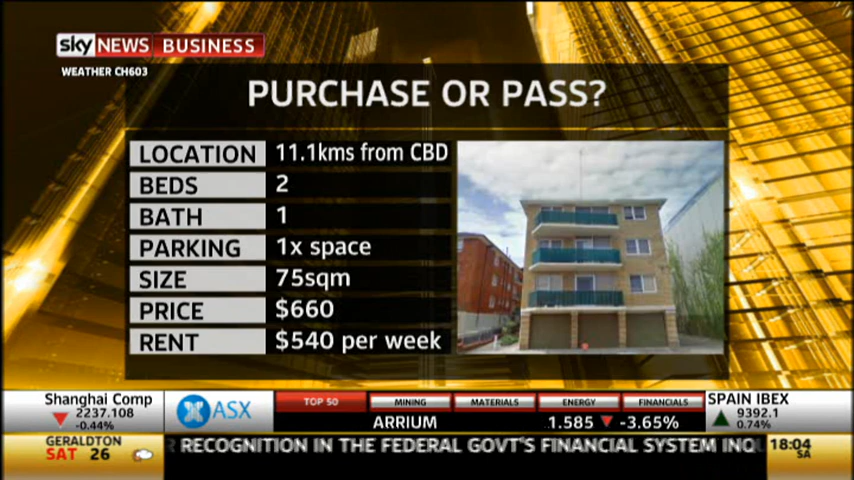 sky NEWS BUSINESS
WEATHER CH603
PURCHASE OR PASS?
LOCATION 11.1kms from CBD
BEDS 2
BATH 1
PARKING 1x space
SIZE 75sqm
PRICE $660
RENT $540 per week
Shanghai Comp
2237.108
-0.44%
ASX
TOP 50 MINING MATERIALS ENERGY FINANCIALS
ARRIUM 1.585 -3.65%
SPAIN IBEX
9392.1
0.74%
GERALDTON
SAT 26
R RECOGNITION IN THE FEDERAL GOVT'S FINANCIAL SYSTEM INQ
18:04
SA